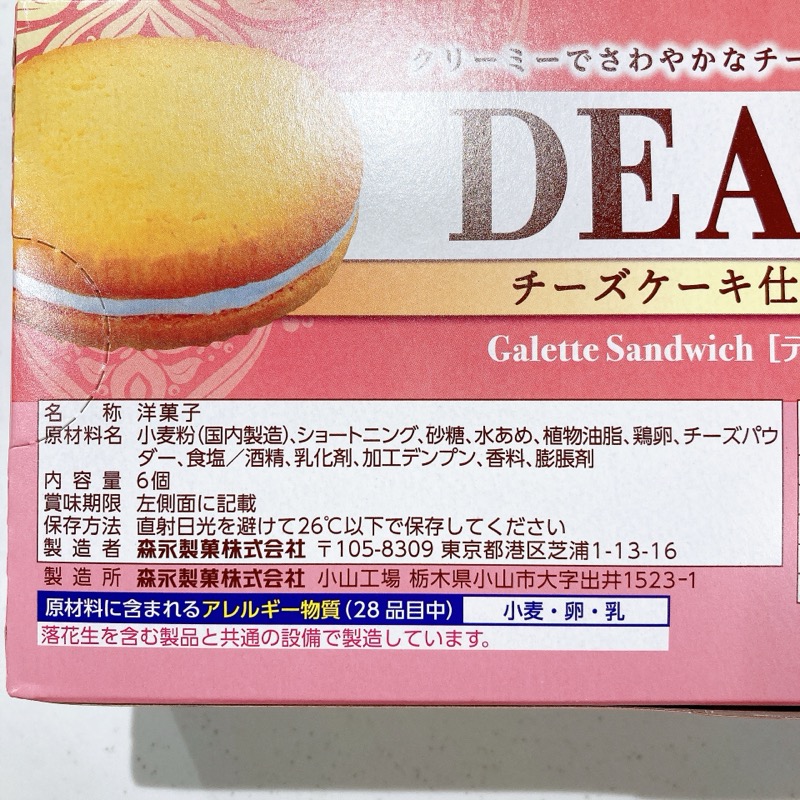 クリーミーでさわやかなチー
DEA
チーズケーキ仕
Galette Sandwich [デ
名称 洋菓子
原材料名 小麦粉(国内製造)、ショートニング、砂糖、水あめ、植物油脂、鶏卵、チーズパウ
ダー、食塩／酒精、乳化剤、加工デンプン、香料、膨脹剤
内容量 6個
賞味期限 左側面に記載
保存方法 直射日光を避けて26℃以下で保存してください
製造者 森永製菓株式会社 〒105-8309 東京都港区芝浦1-13-16
製造所 森永製菓株式会社 小山工場 栃木県小山市大字出井1523-1
原材料に含まれるアレルギー物質(28品目中) 小麦・卵・乳
落花生を含む製品と共通の設備で製造しています。